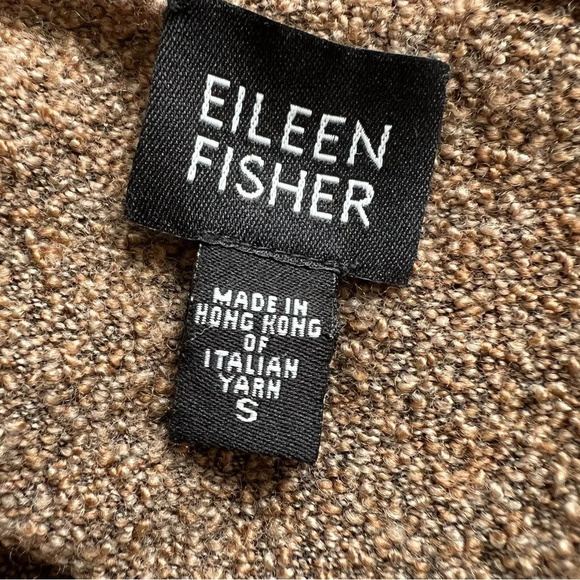 EILEEN
FISHER
MADE IN
HONG KONG
OF
ITALIAN
YARN
S